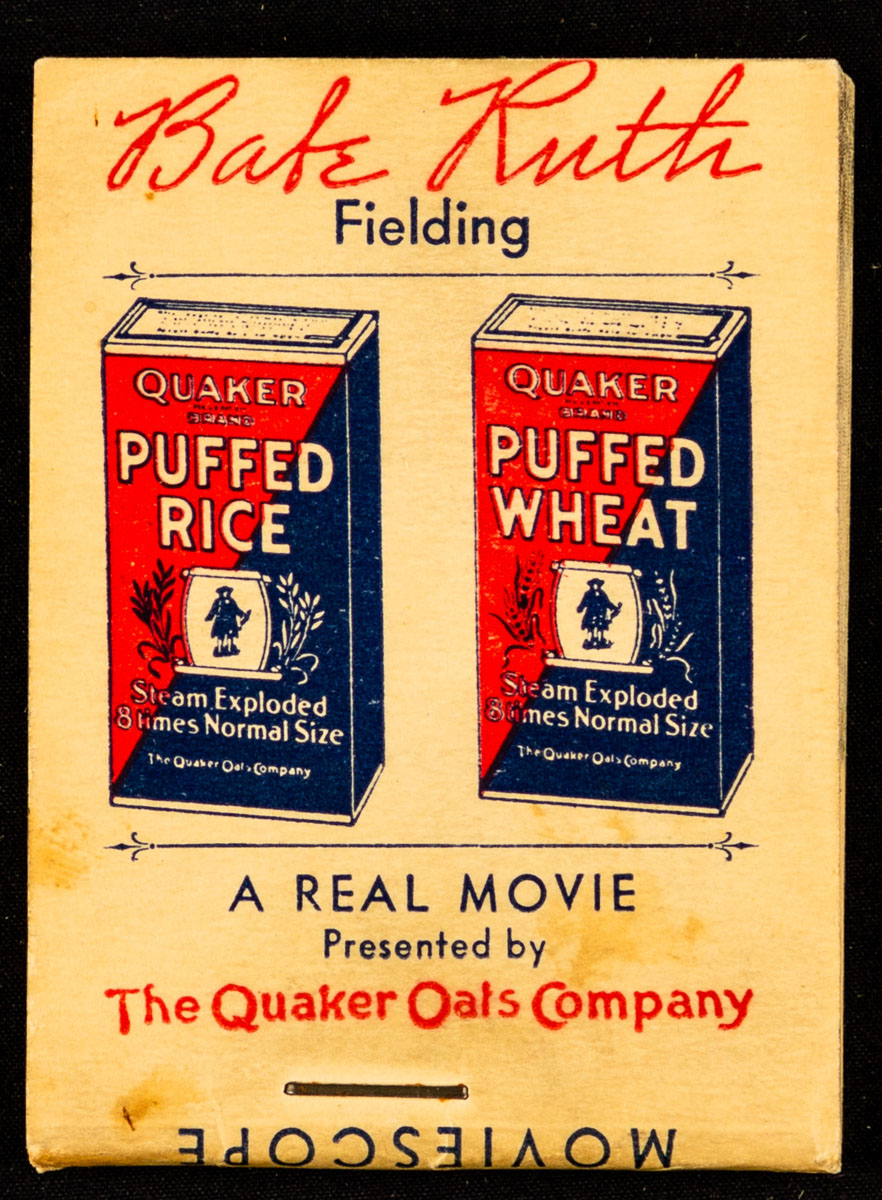 Babe Ruth
Fielding
QUAKER
BRAND
PUFFED
RICE
Steam Exploded
8 times Normal Size
The Quaker Oats Company
QUAKER
BRAND
PUFFED
WHEAT
Steam Exploded
8 times Normal Size
The Quaker Oats Company
A REAL MOVIE
Presented by
The Quaker Oats Company
MOVIESCOPE